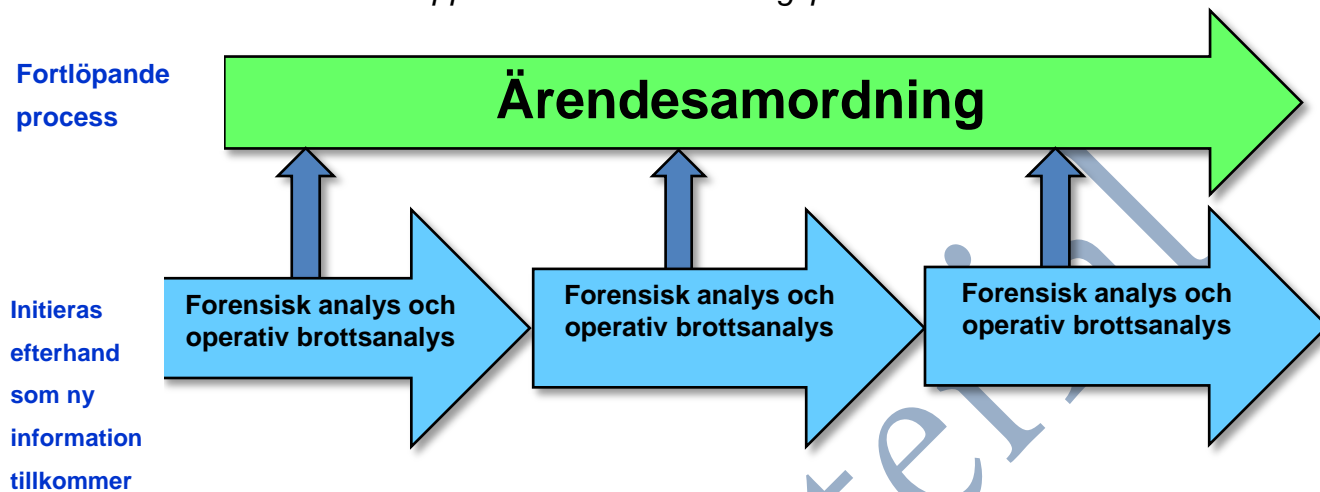 Fortlöpande
process
Ärendesamordning
Initieras
efterhand
som ny
information
tillkommer
Forensisk analys och
operativ brottsanalys
Forensisk analys och
operativ brottsanalys
Forensisk analys och
operativ brottsanalys